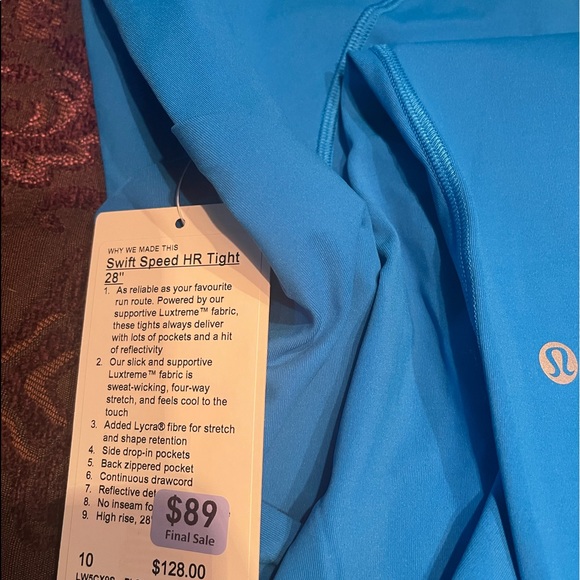 WHY WE MADE THIS
Swift Speed HR Tight
28"
1. As reliable as your favourite
run route. Powered by our
supportive Luxtreme™ fabric,
these tights always deliver
with lots of pockets and a hit
of reflectivity
2. Our slick and supportive
Luxtreme™ fabric is
sweat-wicking, four-way
stretch, and feels cool to the
touch
3. Added Lycra® fibre for stretch
and shape retention
4. Side drop-in pockets
5. Back zippered pocket
6. Continuous drawcord
7. Reflective
8. No inseam
9. High rise, 28"
$89
Final Sale
10 $128.00